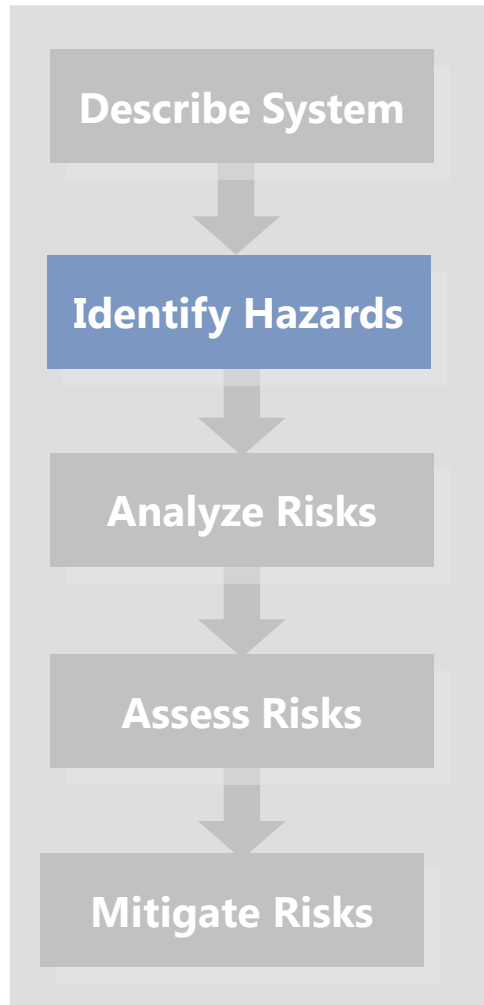 Describe System
Identify Hazards
Analyze Risks
Assess Risks
Mitigate Risks